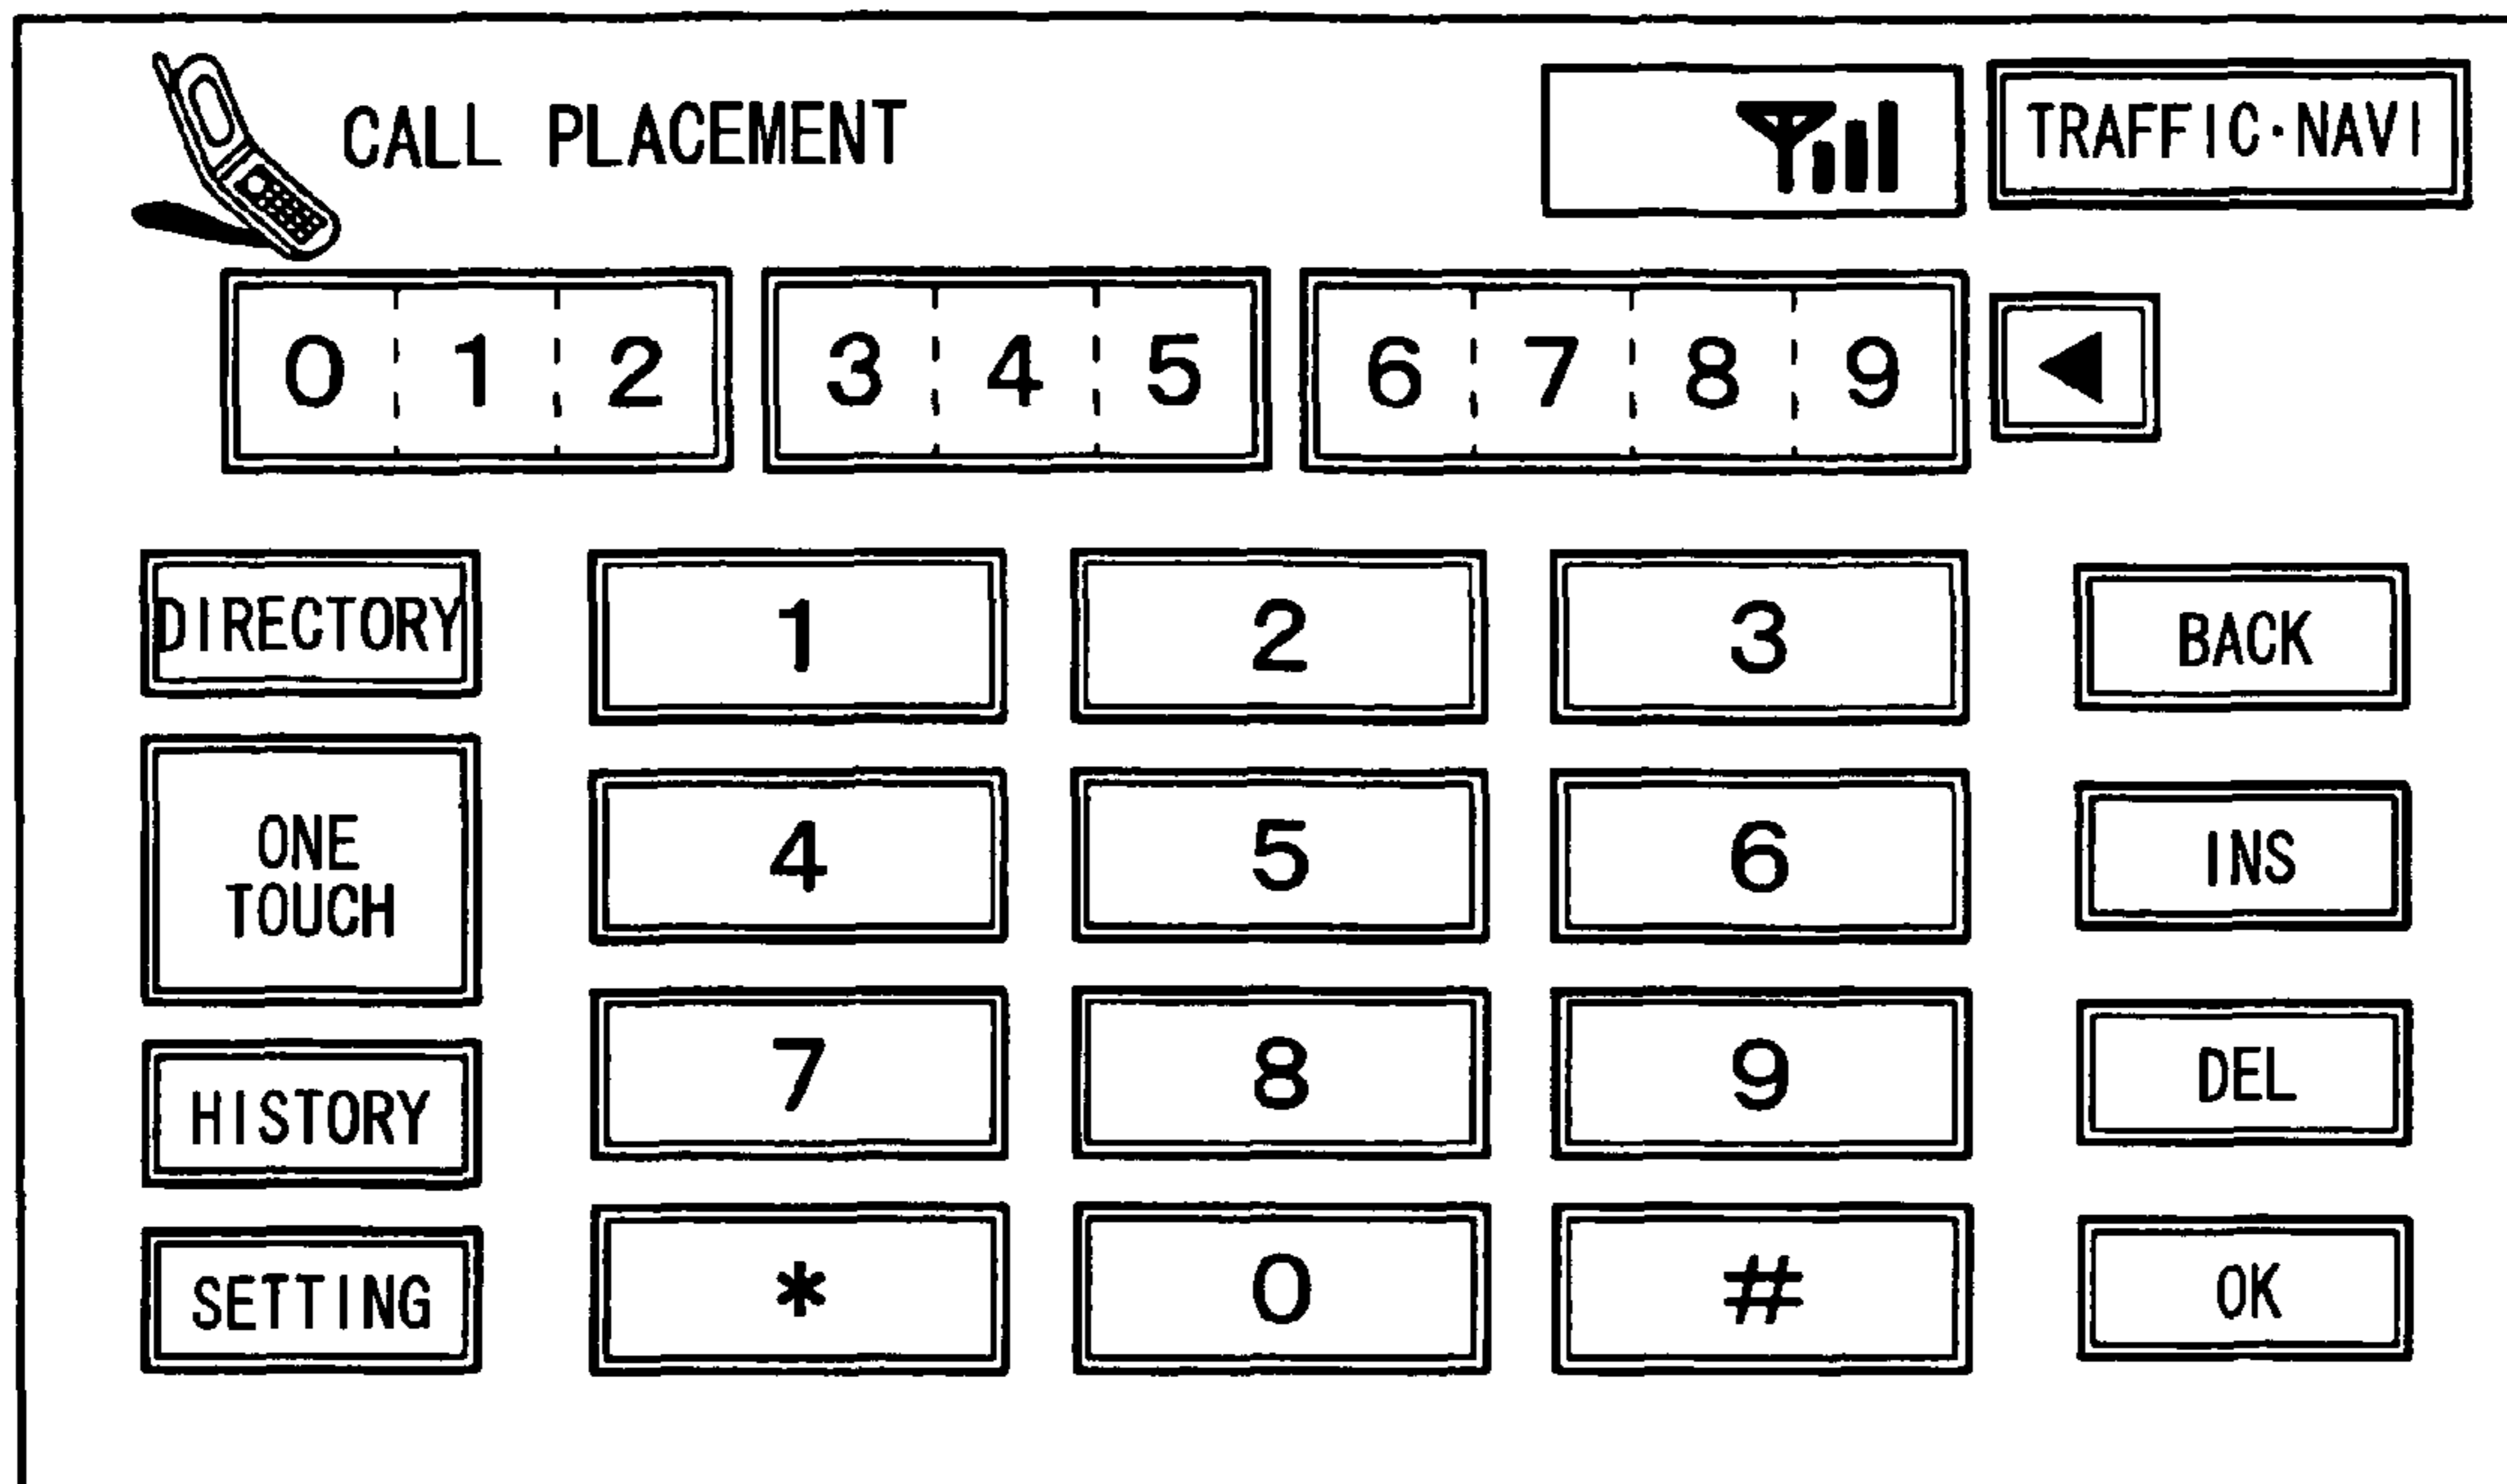 CALL PLACEMENT
TRAFFIC·NAVI
0 1 2 3 4 5 6 7 8 9
DIRECTORY 1 2 3 BACK
ONE
TOUCH
4 5 6 INS
HISTORY 7 8 9 DEL
SETTING * 0 # OK